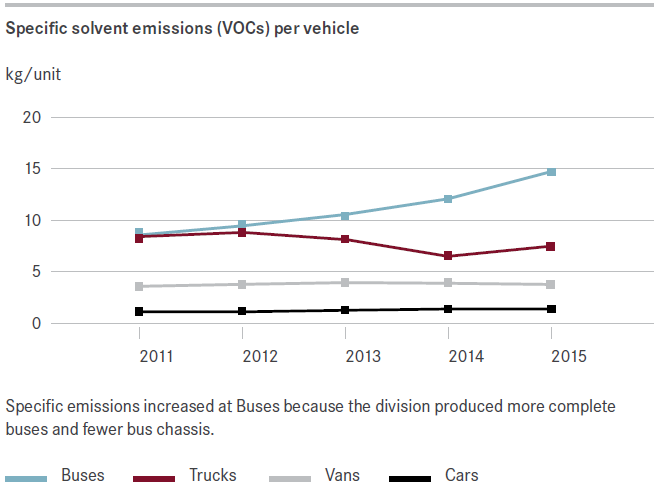 Specific solvent emissions (VOCs) per vehicle
kg/unit
20
15
10
5
0
2011 2012 2013 2014 2015
Specific emissions increased at Buses because the division produced more complete
buses and fewer bus chassis.
Buses Trucks Vans Cars